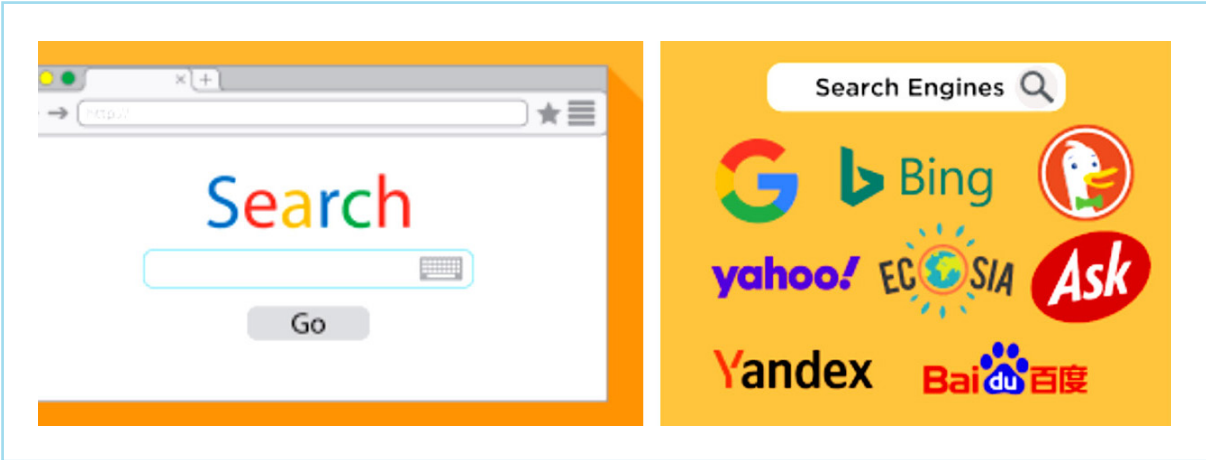 http://
Search
Go
Search Engines
G
Bing
yahoo!
ECOSIA
Ask
Yandex
Baidu百度